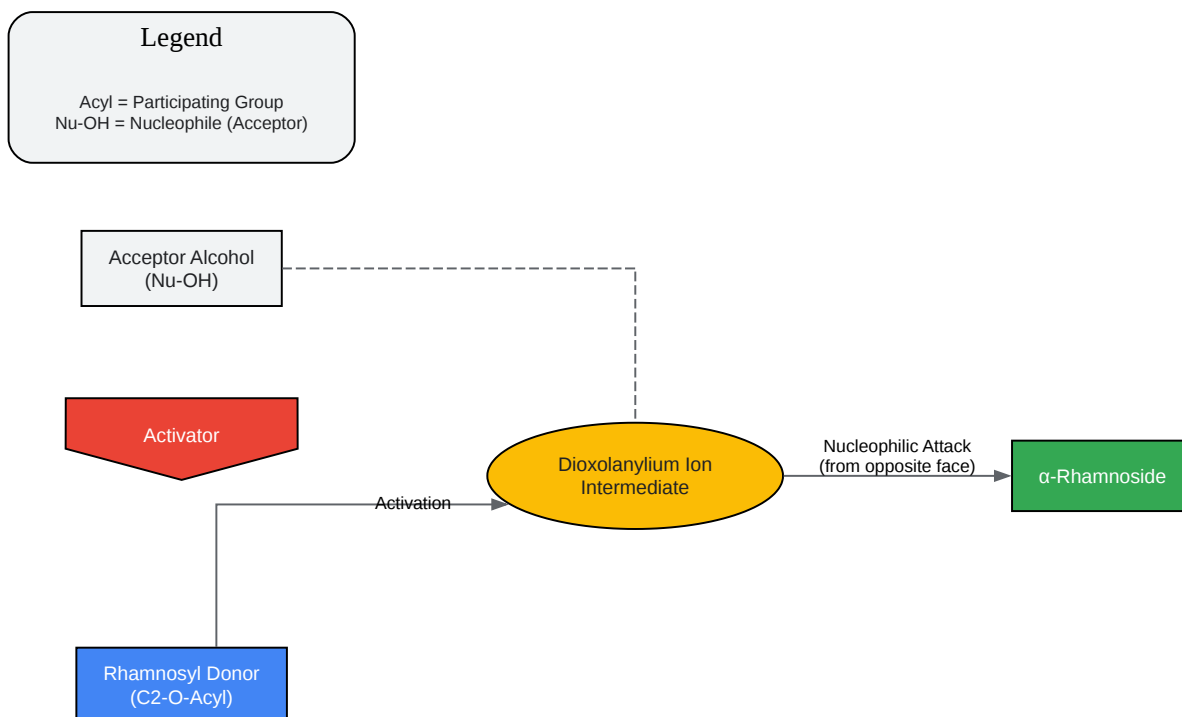 Legend
Acyl = Participating Group
Nu-OH = Nucleophile (Acceptor)
Acceptor Alcohol
(Nu-OH)
Activator
Activation
Dioxolanylium Ion
Intermediate
Nucleophilic Attack
(from opposite face)
α-Rhamnoside
Rhamnosyl Donor
(C2-O-Acyl)